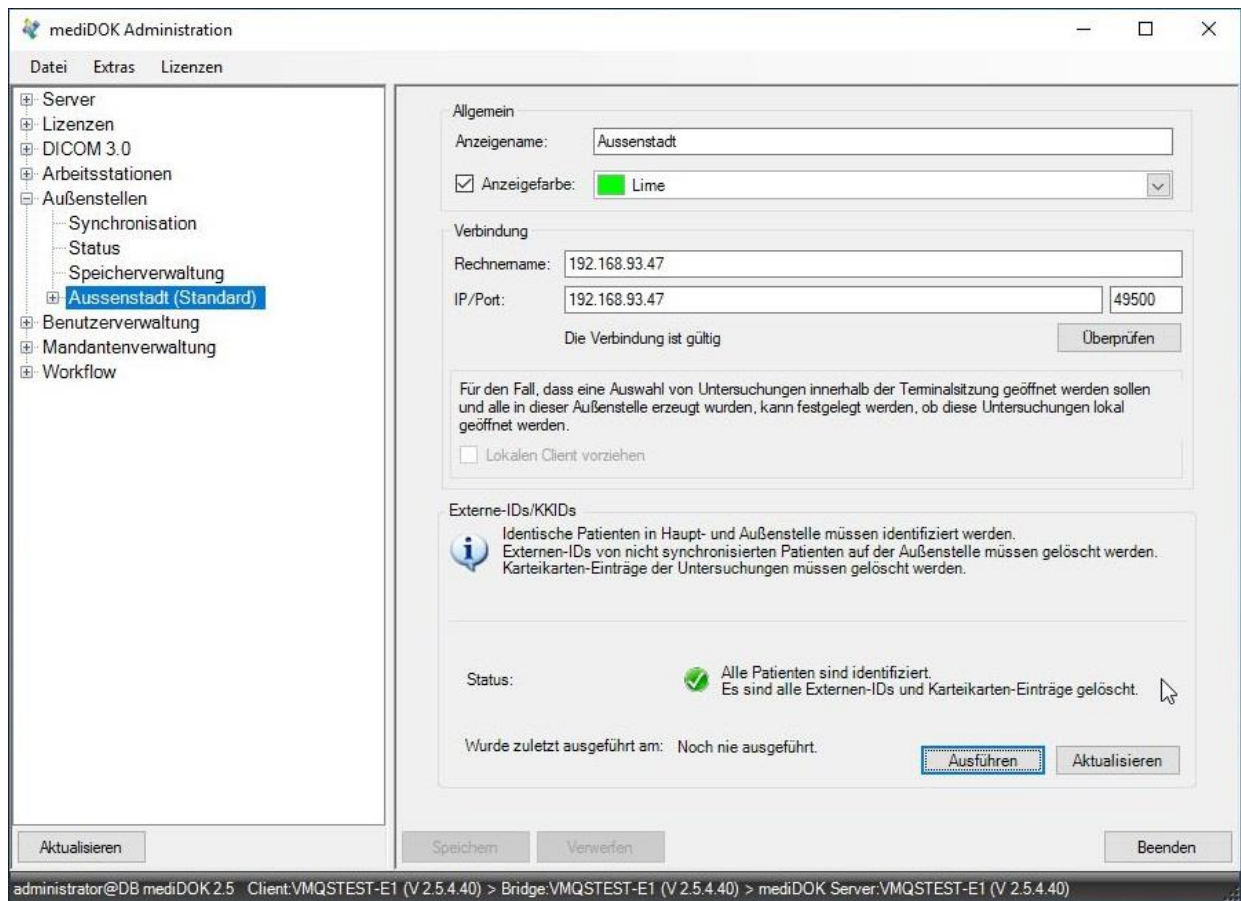 mediDOK Administration
Datei Extras Lizenzen
Server
Lizenzen
DICOM 3.0
Arbeitsstationen
Außenstellen
Synchronisation
Status
Speicherverwaltung
Aussenstadt (Standard)
Benutzerverwaltung
Mandantenverwaltung
Workflow
Aktualisieren
Allgemein
Anzeigename: Aussenstadt
Anzeigefarbe: Lime
Verbindung
Rechnername: 192.168.93.47
IP/Port: 192.168.93.47 49500
Die Verbindung ist gültig Überprüfen
Für den Fall, dass eine Auswahl von Untersuchungen innerhalb der Terminalsitzung geöffnet werden sollen
und alle in dieser Außenstelle erzeugt wurden, kann festgelegt werden, ob diese Untersuchungen lokal
geöffnet werden.
Lokalen Client vorziehen
Externe-IDs/KKIDs
Identische Patienten in Haupt- und Außenstelle müssen identifiziert werden.
Externen-IDs von nicht synchronisierten Patienten auf der Außenstelle müssen gelöscht werden.
Karteikarten-Einträge der Untersuchungen müssen gelöscht werden.
Status: Alle Patienten sind identifiziert.
Es sind alle Externen-IDs und Karteikarten-Einträge gelöscht.
Wurde zuletzt ausgeführt am: Noch nie ausgeführt.
Ausführen Aktualisieren
Speichern Verwerfen Beenden
administrator@DB mediDOK 2.5 Client:VMQSTEST-E1 (V 2.5.4.40) > Bridge:VMQSTEST-E1 (V 2.5.4.40) > mediDOK Server:VMQSTEST-E1 (V 2.5.4.40)